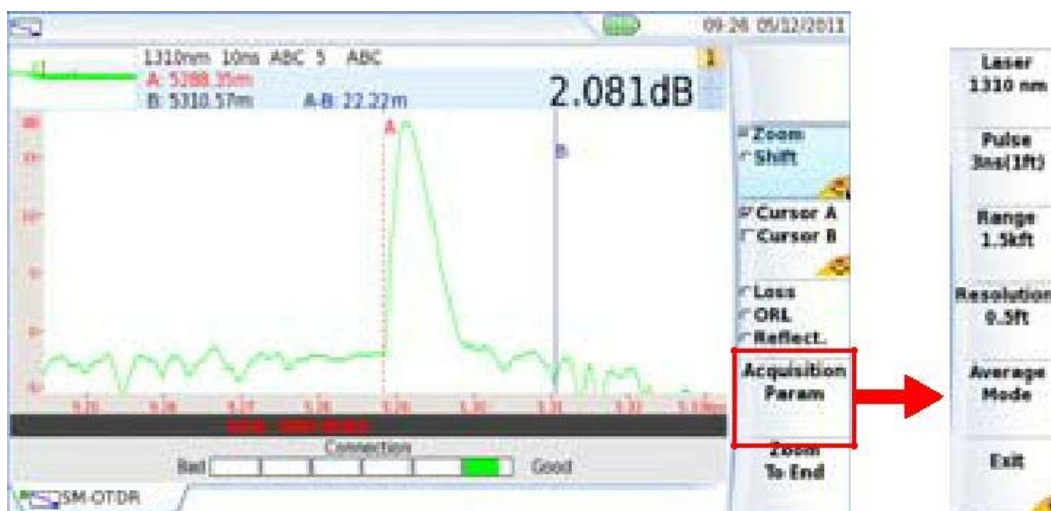 09:26 05/12/2011
1310nm 10ns ABC 5 ABC
1
A: 5288.35m
B: 5310.57m A-B: 22.22m
2.081dB
A
B
Zoom
Shift
Cursor A
Cursor B
Loss
ORL
Reflect.
Acquisition
Param
Zoom
To End
Connection
Bad
Good
SM-OTDR
Laser
1310 nm
Pulse
3ns(1ft)
Range
1.5kft
Resolution
0.5ft
Average
Mode
Exit